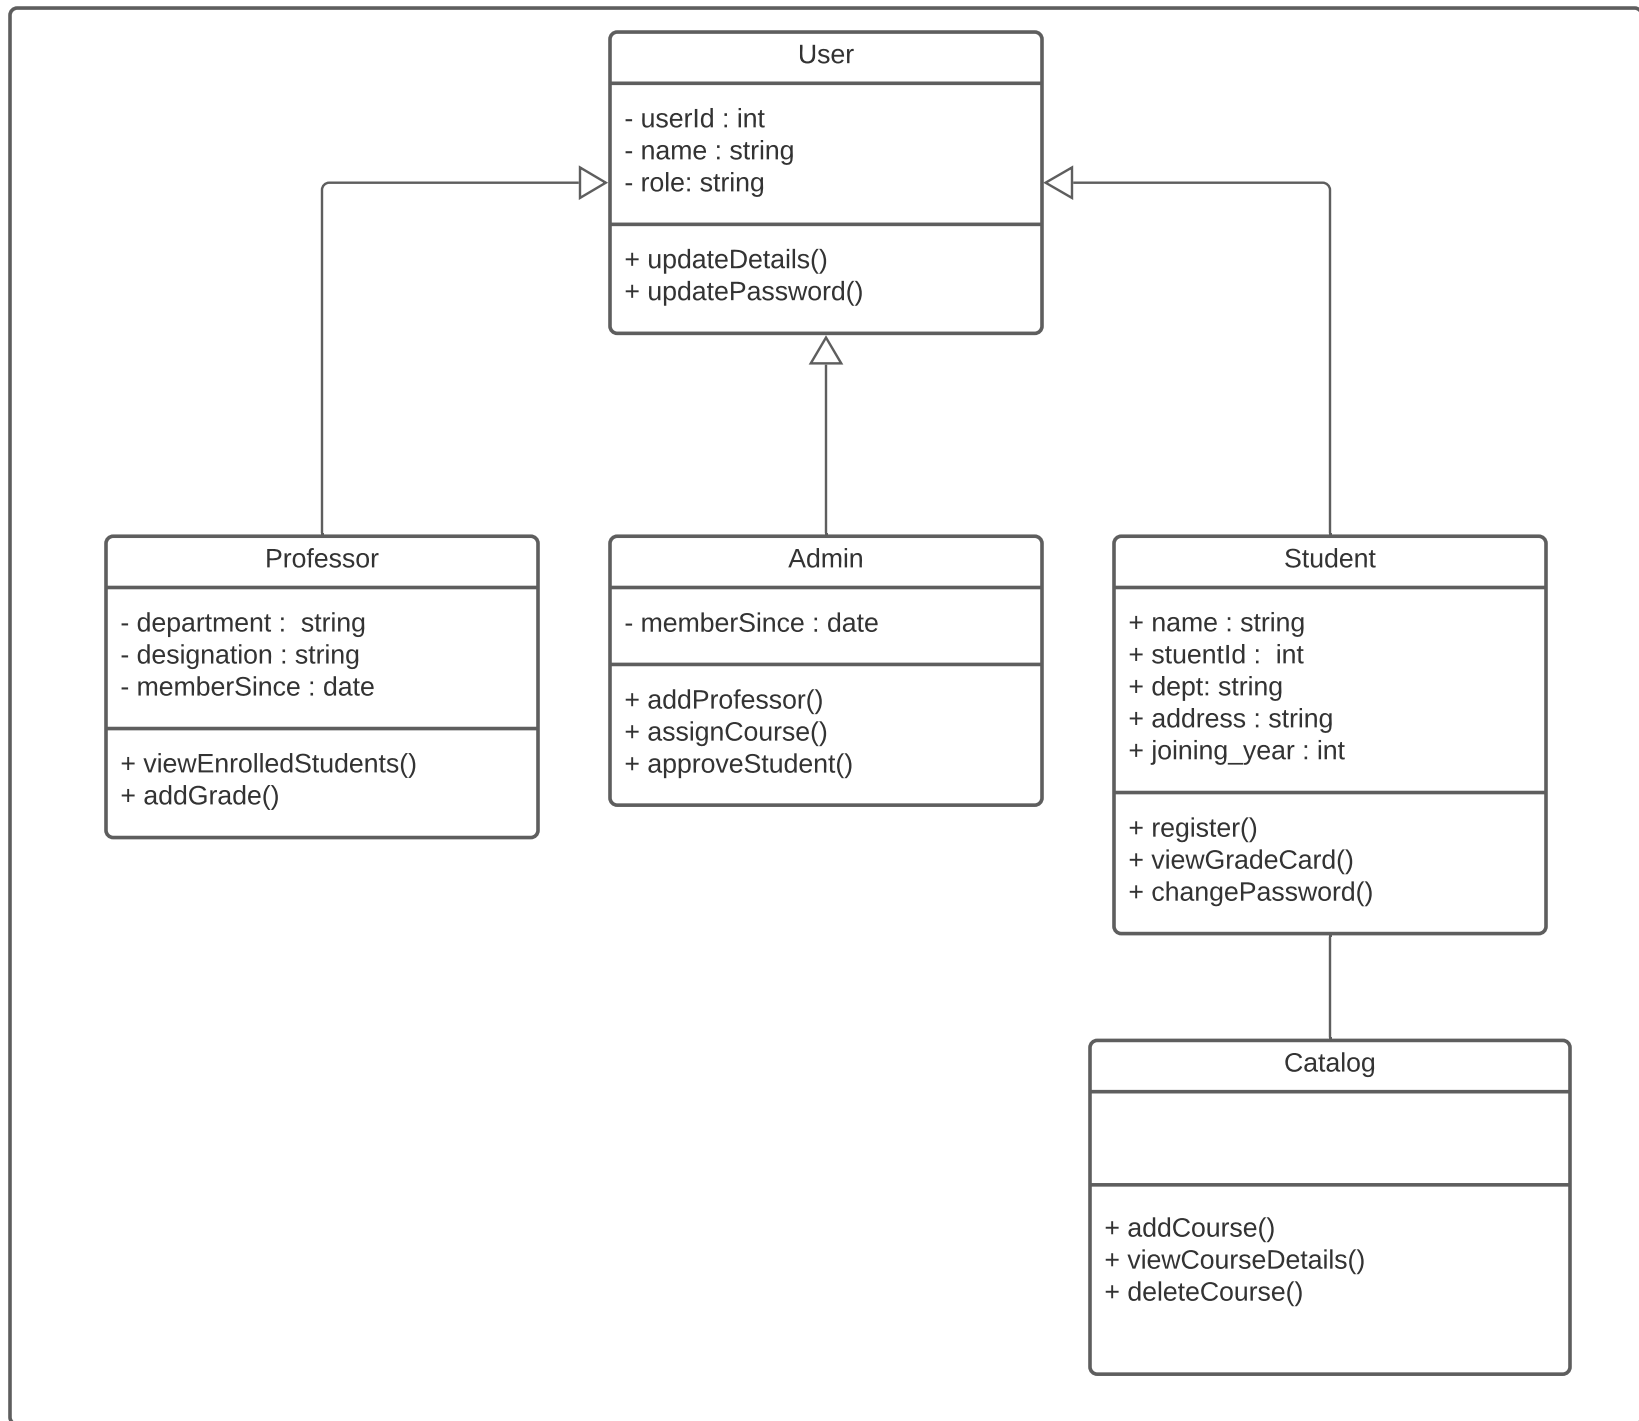 User
- userId : int
- name : string
- role: string
+ updateDetails()
+ updatePassword()
Professor
- department :  string
- designation : string
- memberSince : date
+ viewEnrolledStudents()
+ addGrade()
Admin
- memberSince : date
+ addProfessor()
+ assignCourse()
+ approveStudent()
Student
+ name : string
+ stuentId :  int
+ dept: string
+ address : string
+ joining_year : int
+ register()
+ viewGradeCard()
+ changePassword()
Catalog
+ addCourse()
+ viewCourseDetails()
+ deleteCourse()